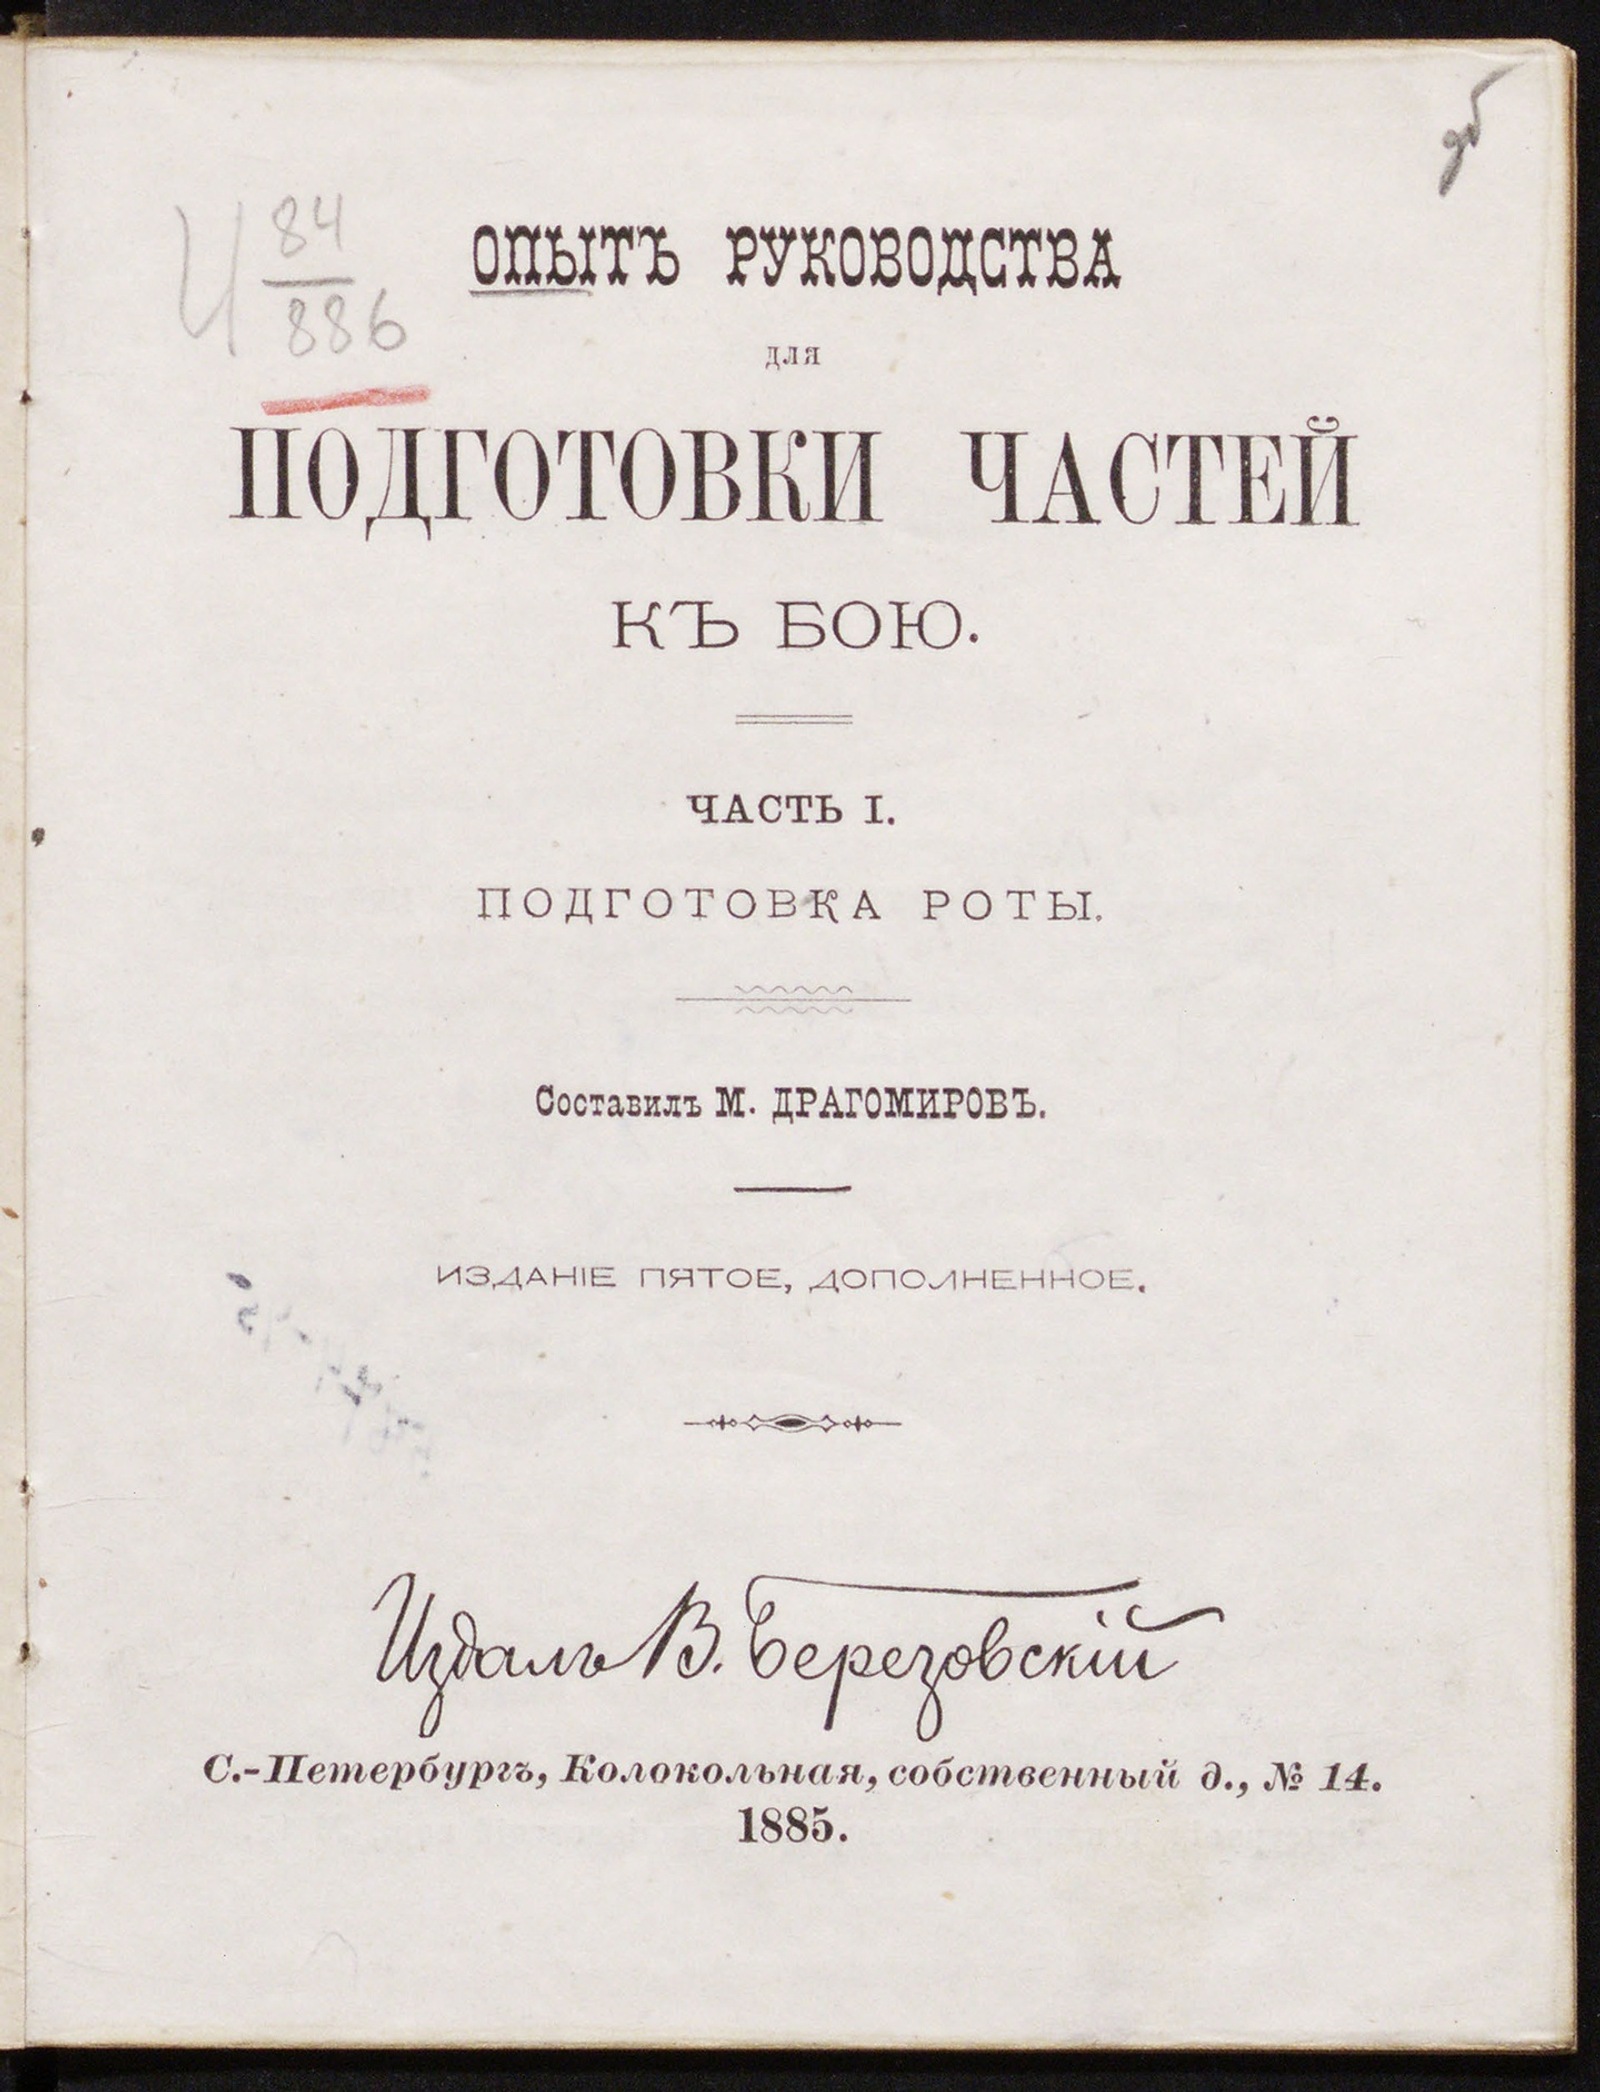 Ч 84
886
ОПЫТЪ РУКОВОДСТВА
для
ПОДГОТОВКИ ЧАСТЕЙ
КЪ БОЮ.
ЧАСТЬ I.
ПОДГОТОВКА РОТЫ.
Составилъ М. ДРАГОМИРОВЪ.
ИЗДАНІЕ ПЯТОЕ, ДОПОЛНЕННОЕ.
Издалъ В. Березовскій
С.-Петербургъ, Колокольная, собственный д., № 14.
1885.